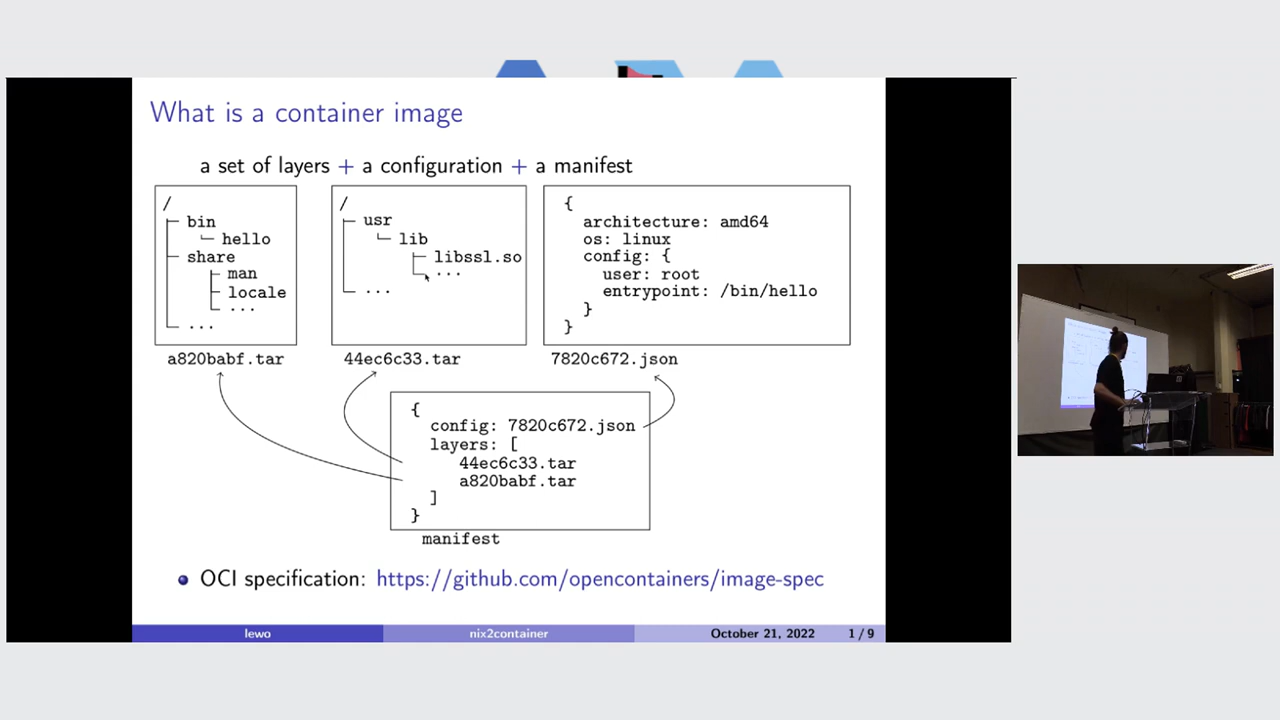 What is a container image
a set of layers + a configuration + a manifest
/
├─ bin
└─ hello
├─ share
├─ man
├─ locale
└─ ...
└─ ...
a820babf.tar
/
├─ usr
└─ lib
├─ libssl.so
└─ ...
└─ ...
44ec6c33.tar
{
architecture: amd64
os: linux
config: {
user: root
entrypoint: /bin/hello
}
}
7820c672.json
{
config: 7820c672.json
layers: [
44ec6c33.tar
a820babf.tar
]
}
manifest
OCI specification: https://github.com/opencontainers/image-spec
lewo nix2container October 21, 2022 1 / 9